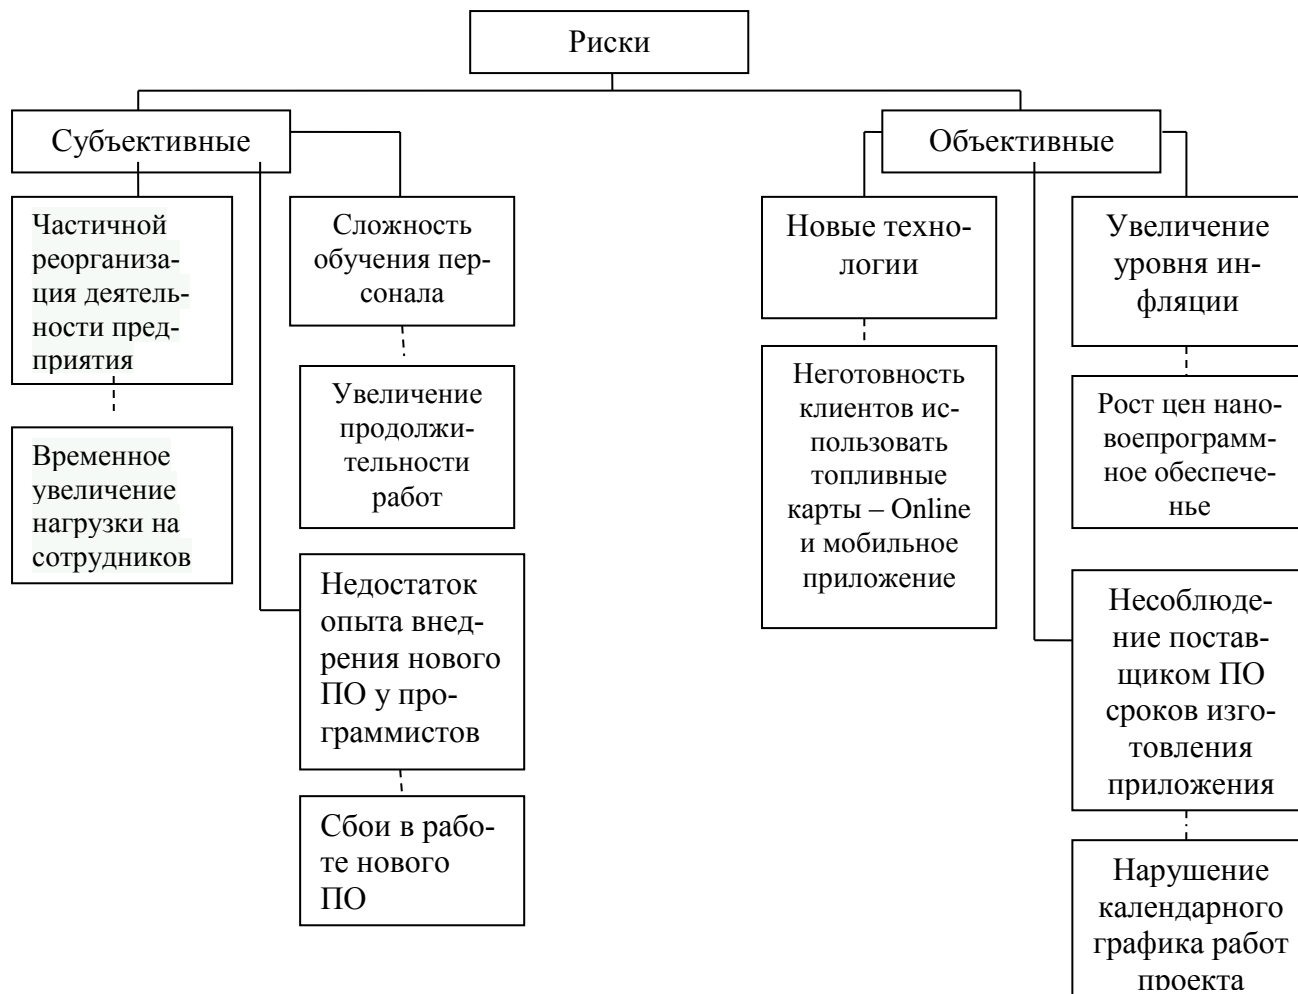 Риски
Субъективные
Объективные
Частичной
реорганиза-
ция деятель-
ности пред-
приятия
Сложность
обучения пер-
сонала
Новые техно-
логии
Увеличение
уровня ин-
фляции
Временное
увеличение
нагрузки на
сотрудников
Увеличение
продолжи-
тельности
работ
Неготовность
клиентов ис-
пользовать
топливные
карты – Online
и мобильное
приложение
Рост цен нано-
воепрограмм-
ное обеспече-
нье
Недостаток
опыта внед-
рения нового
ПО у про-
граммистов
Несоблюде-
ние постав-
щиком ПО
сроков изго-
товления
приложения
Сбои в рабо-
те нового
ПО
Нарушение
календарного
графика работ
проекта